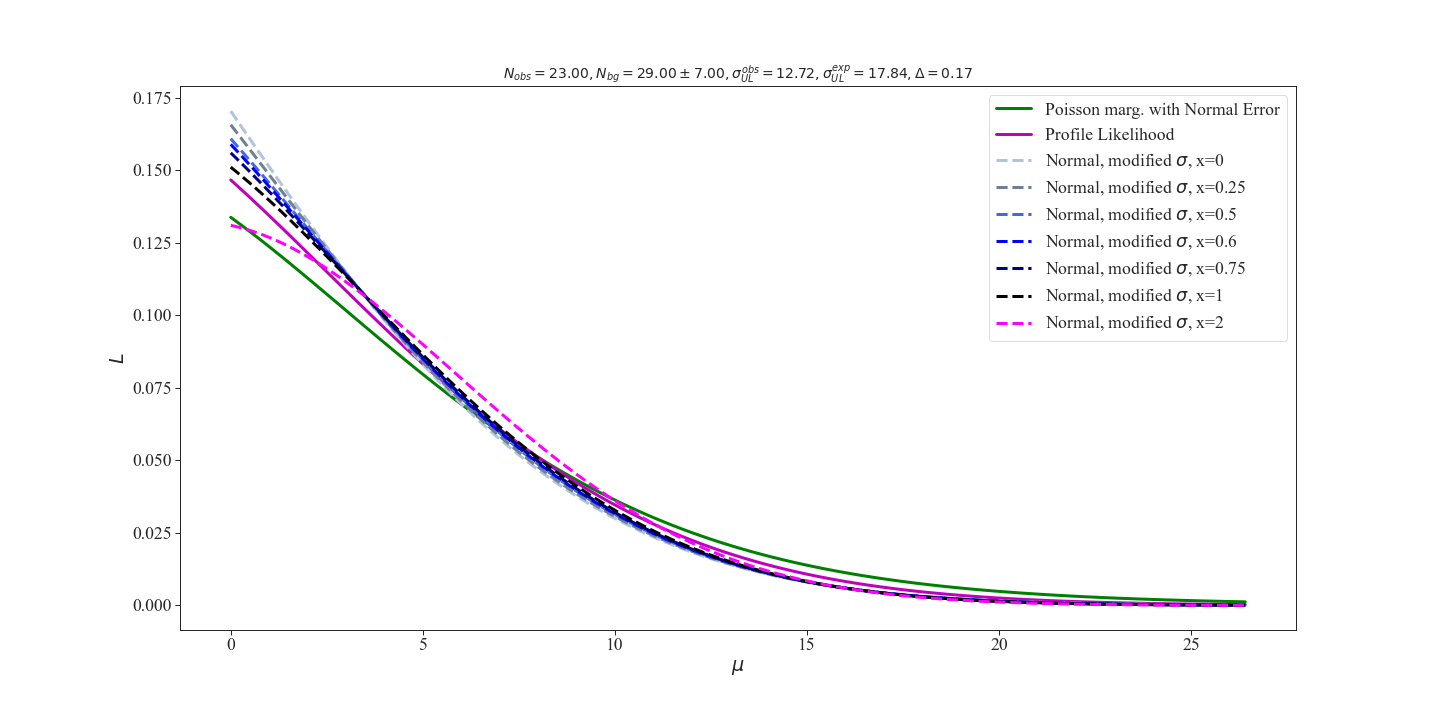 N_obs = 23.00, N_bg = 29.00 ± 7.00, σ_UL^obs = 12.72, σ_UL^exp = 17.84, Δ = 0.17
0.175
0.150
0.125
0.100
0.075
0.050
0.025
0.000
L
0 5 10 15 20 25
μ
Poisson marg. with Normal Error
Profile Likelihood
Normal, modified σ, x=0
Normal, modified σ, x=0.25
Normal, modified σ, x=0.5
Normal, modified σ, x=0.6
Normal, modified σ, x=0.75
Normal, modified σ, x=1
Normal, modified σ, x=2